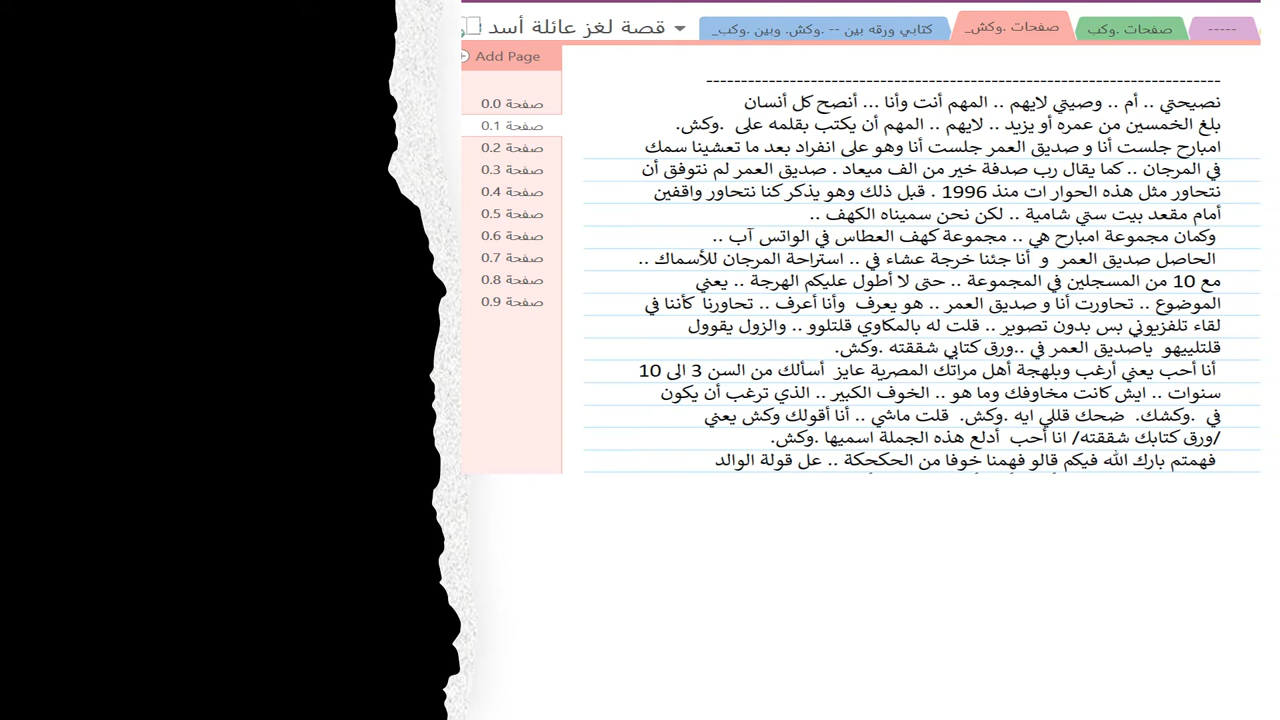 قصة لغز عائلة أسد
كتابي ورقه بين -- .وكش. وبين .وكب_
صفحات .وكش_
صفحات .وكب
-----
Add Page
صفحة 0.0
صفحة 0.1
صفحة 0.2
صفحة 0.3
صفحة 0.4
صفحة 0.5
صفحة 0.6
صفحة 0.7
صفحة 0.8
صفحة 0.9
--------------------------------------------------------------------------
نصيحتي .. أم .. وصيتي لايهم .. المهم أنت وأنا ... أنصح كل أنسان
بلغ الخمسين من عمره أو يزيد .. لايهم .. المهم أن يكتب بقلمه على .وكش.
امبارح جلست أنا و صديق العمر جلست أنا وهو على انفراد بعد ما تعشينا سمك
في المرجان .. كما يقال رب صدفة خير من الف ميعاد . صديق العمر لم نتوفق أن
نتحاور مثل هذه الحوار ات منذ 1996 . قبل ذلك وهو يذكر كنا نتحاور واقفين
أمام مقعد بيت ستي شامية .. لكن نحن سميناه الكهف ..
وكمان مجموعة امبارح هي .. مجموعة كهف العطاس في الواتس آب ..
الحاصل صديق العمر و أنا جئنا خرجة عشاء في .. استراحة المرجان للأسماك ..
مع 10 من المسجلين في المجموعة .. حتى لا أطول عليكم الهرجة .. يعني
الموضوع .. تحاورت أنا و صديق العمر .. هو يعرف وأنا أعرف .. تحاورنا كأننا في
لقاء تلفزيوني بس بدون تصوير .. قلت له بالمكاوي قلتلوو .. والزول يقوول
قلتلييهو ياصديق العمر في ..ورق كتابي شققته .وكش.
أنا أحب يعني أرغب وبلهجة أهل مراتك المصرية عايز أسألك من السن 3 الى 10
سنوات .. ايش كانت مخاوفك وما هو .. الخوف الكبير .. الذي ترغب أن يكون
في .وكشك. ضحك قللي ايه .وكش. قلت ماشي .. أنا أقولك وكش يعني
/ورق كتابك شققته/ انا أحب أدلع هذه الجملة اسميها .وكش.
فهمتم بارك الله فيكم قالو فهمنا خوفا من الحكحكة .. عل قولة الوالد